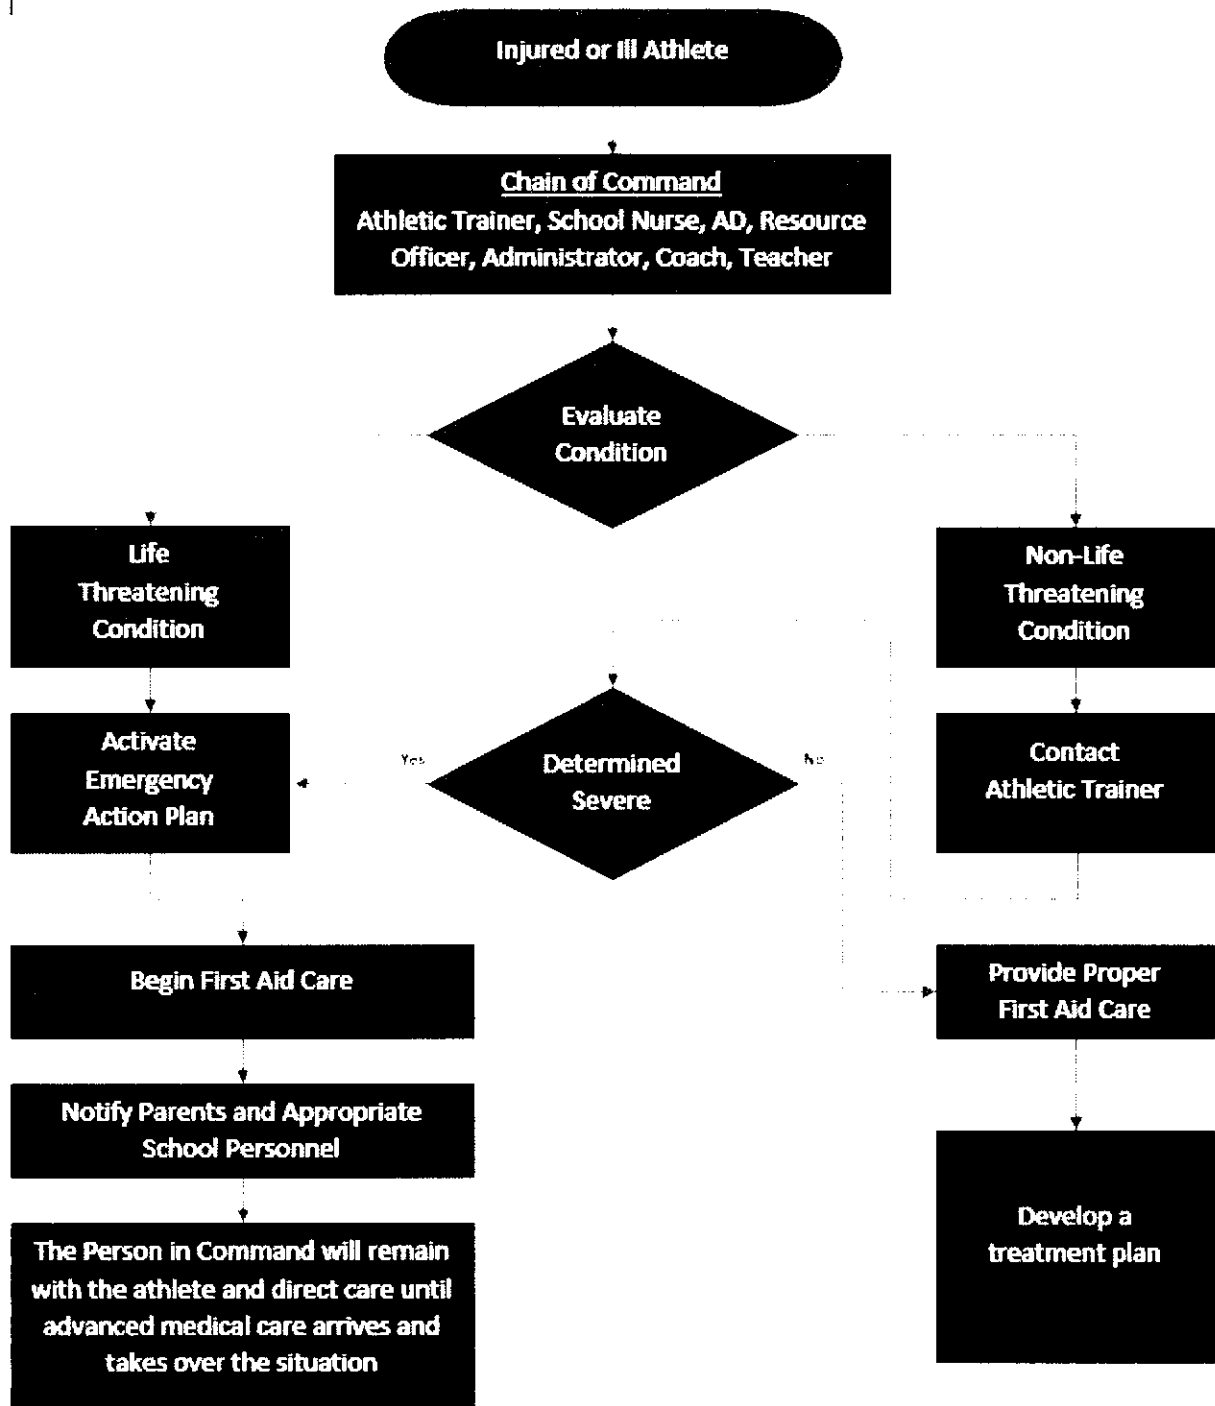 Injured or Ill Athlete
Chain of Command
Athletic Trainer, School Nurse, AD, Resource
Officer, Administrator, Coach, Teacher
Evaluate
Condition
Life
Threatening
Condition
Non-Life
Threatening
Condition
Activate
Emergency
Action Plan
Yes
Determined
Severe
No
Contact
Athletic Trainer
Begin First Aid Care
Provide Proper
First Aid Care
Notify Parents and Appropriate
School Personnel
Develop a
treatment plan
The Person in Command will remain
with the athlete and direct care until
advanced medical care arrives and
takes over the situation